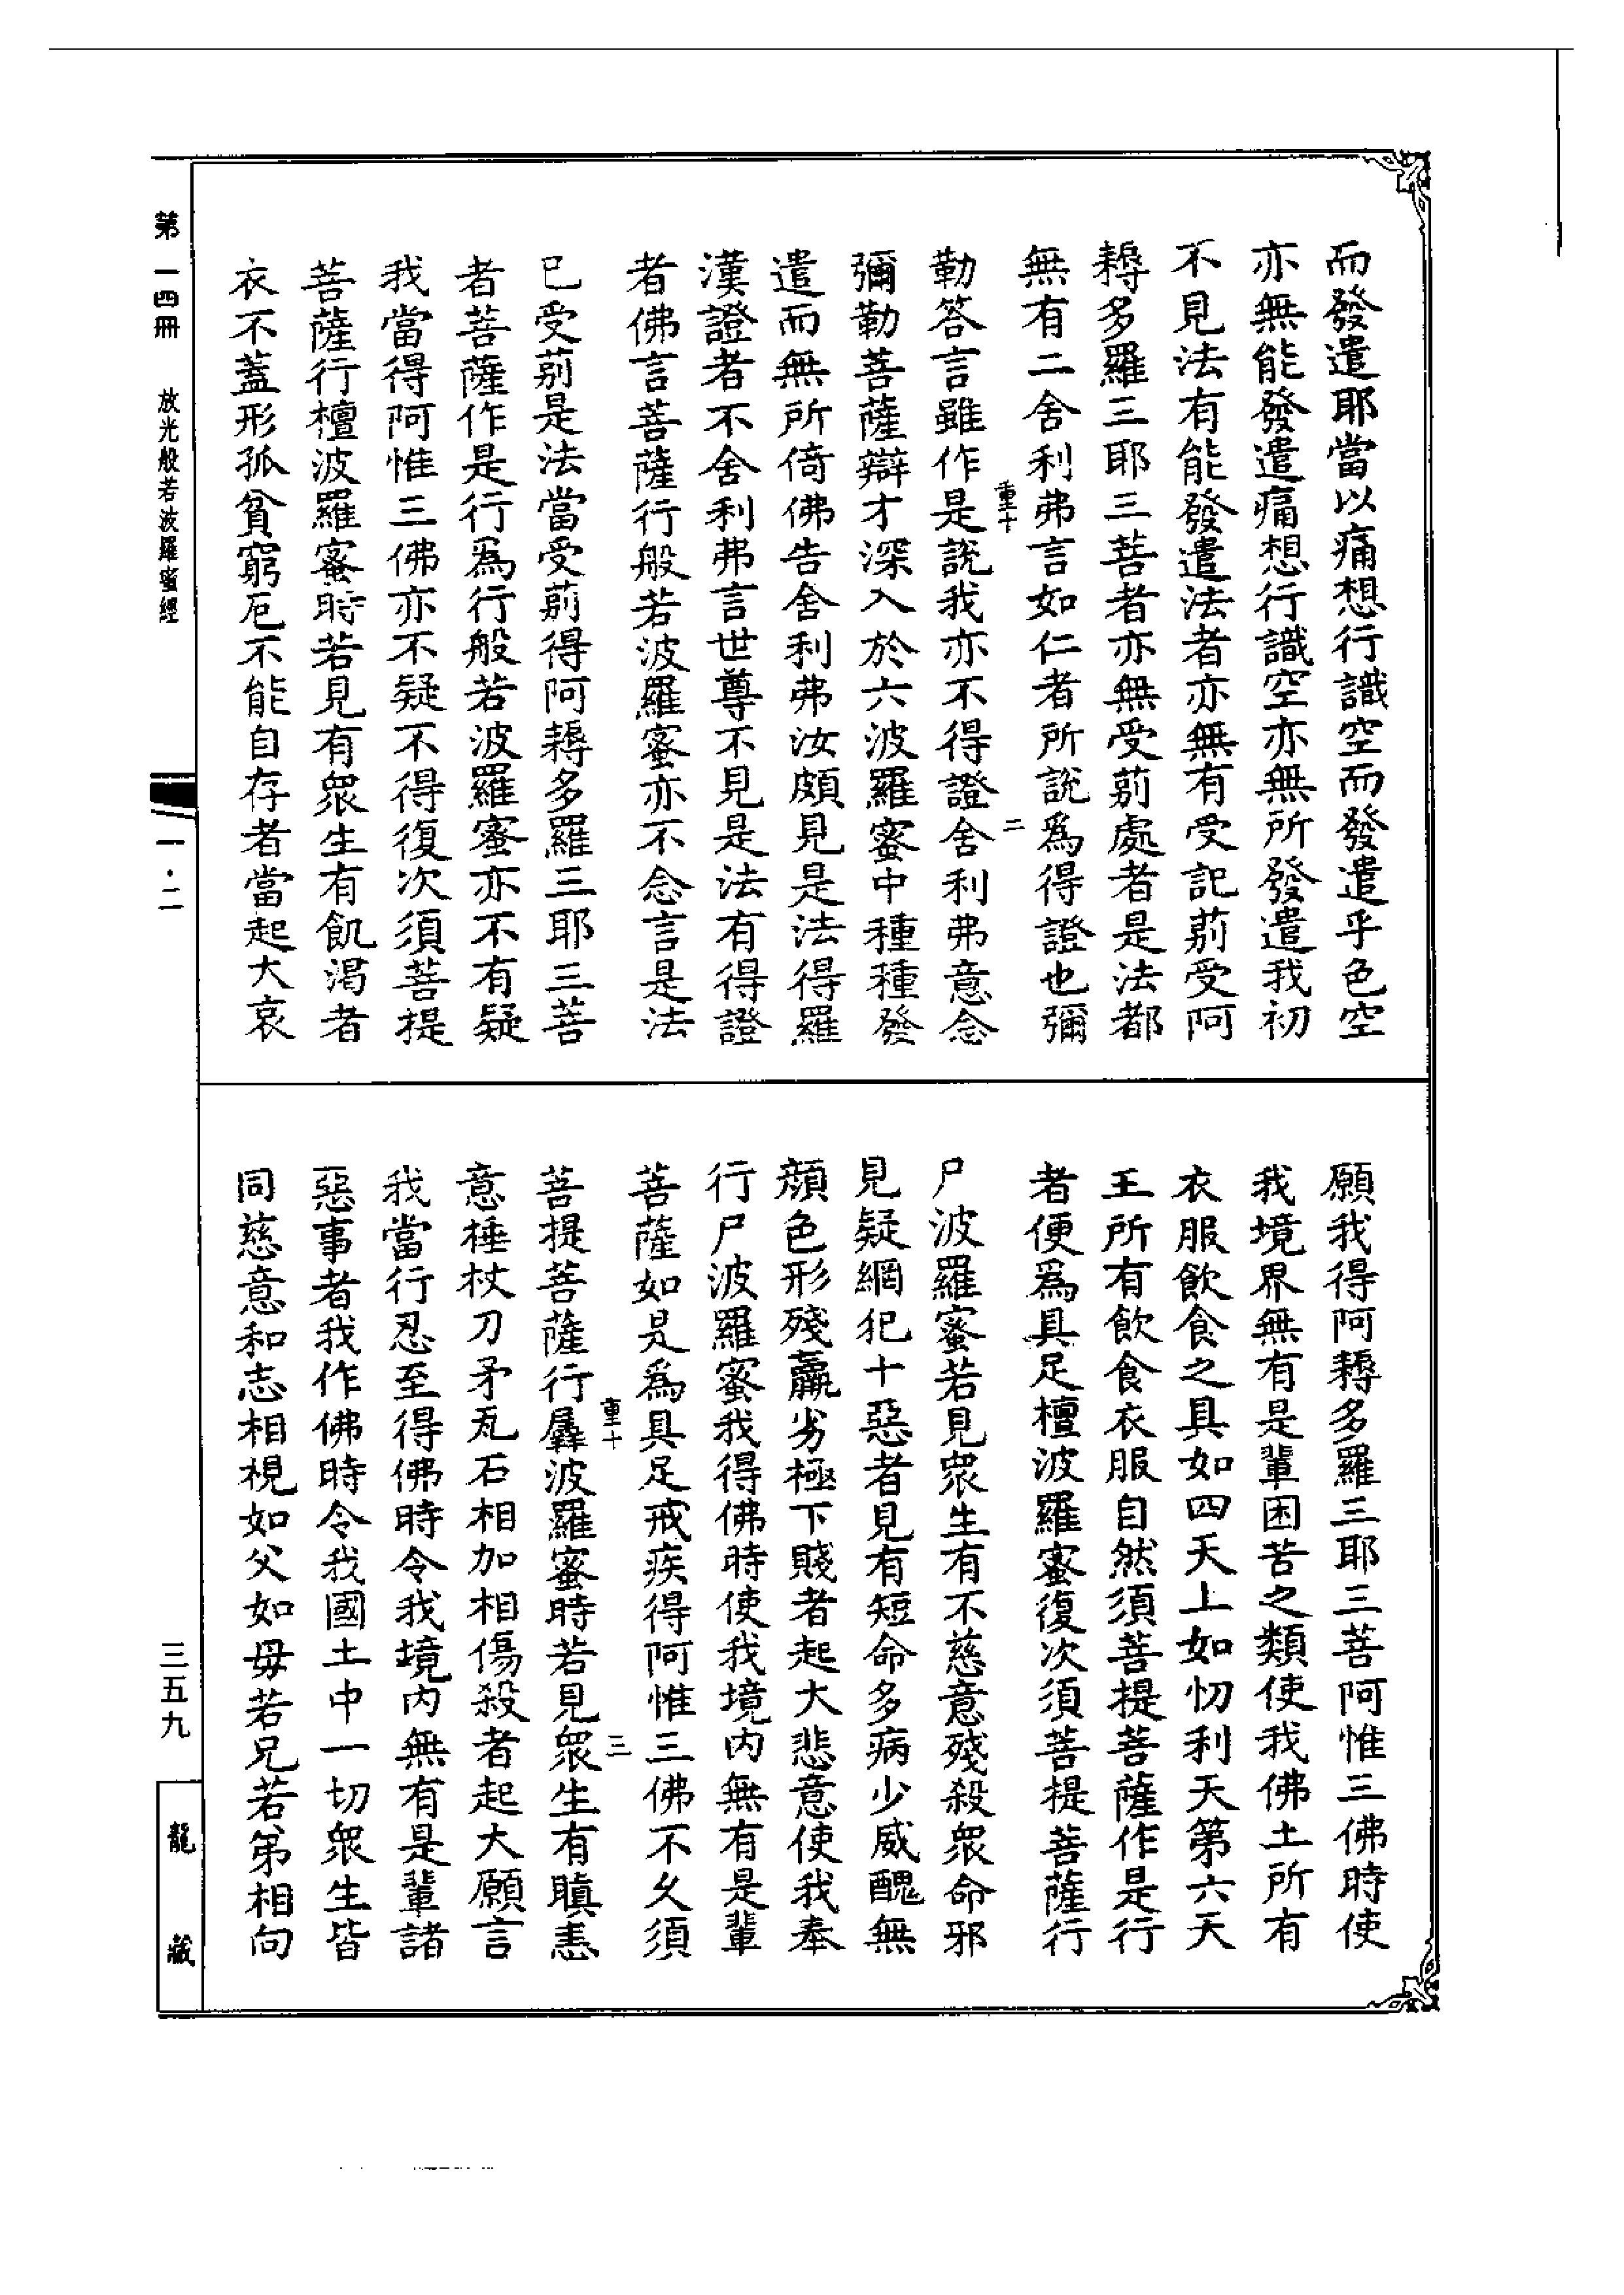 而發遣耶當以痛想行識空而發遣乎色空
亦無能發遣痛想行識空亦無所發遣我初
不見法有能發遣法者亦無有受記莂受阿
耨多羅三耶三菩者亦無受莂處者是法都
無有二舍利弗言如仁者所說爲得證也彌
重十
二
勒答言雖作是說我亦不得證舍利弗意念
彌勒菩薩辯才深入於六波羅蜜中種種發
遣而無所倚佛告舍利弗汝頗見是法得羅
漢證者不舍利弗言世尊不見是法有得證
者佛言菩薩行般若波羅蜜亦不念言是法
已受莂是法當受莂得阿耨多羅三耶三菩
者菩薩作是行爲行般若波羅蜜亦不有疑
我當得阿惟三佛亦不疑不得復次須菩提
菩薩行檀波羅蜜時若見有衆生有飢渴者
衣不蓋形孤貧窮厄不能自存者當起大哀
願我得阿耨多羅三耶三菩阿惟三佛時使
我境界無有是輩困苦之類使我佛土所有
衣服飲食之具如四天上如忉利天第六天
王所有飲食衣服自然須菩提菩薩作是行
者便爲具足檀波羅蜜復次須菩提菩薩行
尸波羅蜜若見衆生有不慈意殘殺衆命邪
見疑網犯十惡者見有短命多病少威醜無
顏色形殘羸劣極下賤者起大悲意使我奉
行尸波羅蜜我得佛時使我境內無有是輩
菩薩如是爲具足戒疾得阿惟三佛不久須
重十
三
菩提菩薩行羼波羅蜜時若見衆生有瞋恚
意捶杖刀矛瓦石相加相傷殺者起大願言
我當行忍至得佛時令我境內無有是輩諸
惡事者我作佛時令我國土中一切衆生皆
同慈意和志相視如父如母若兄若弟相向
第一四冊
放光般若波羅蜜經
一·二
三五九
龍藏